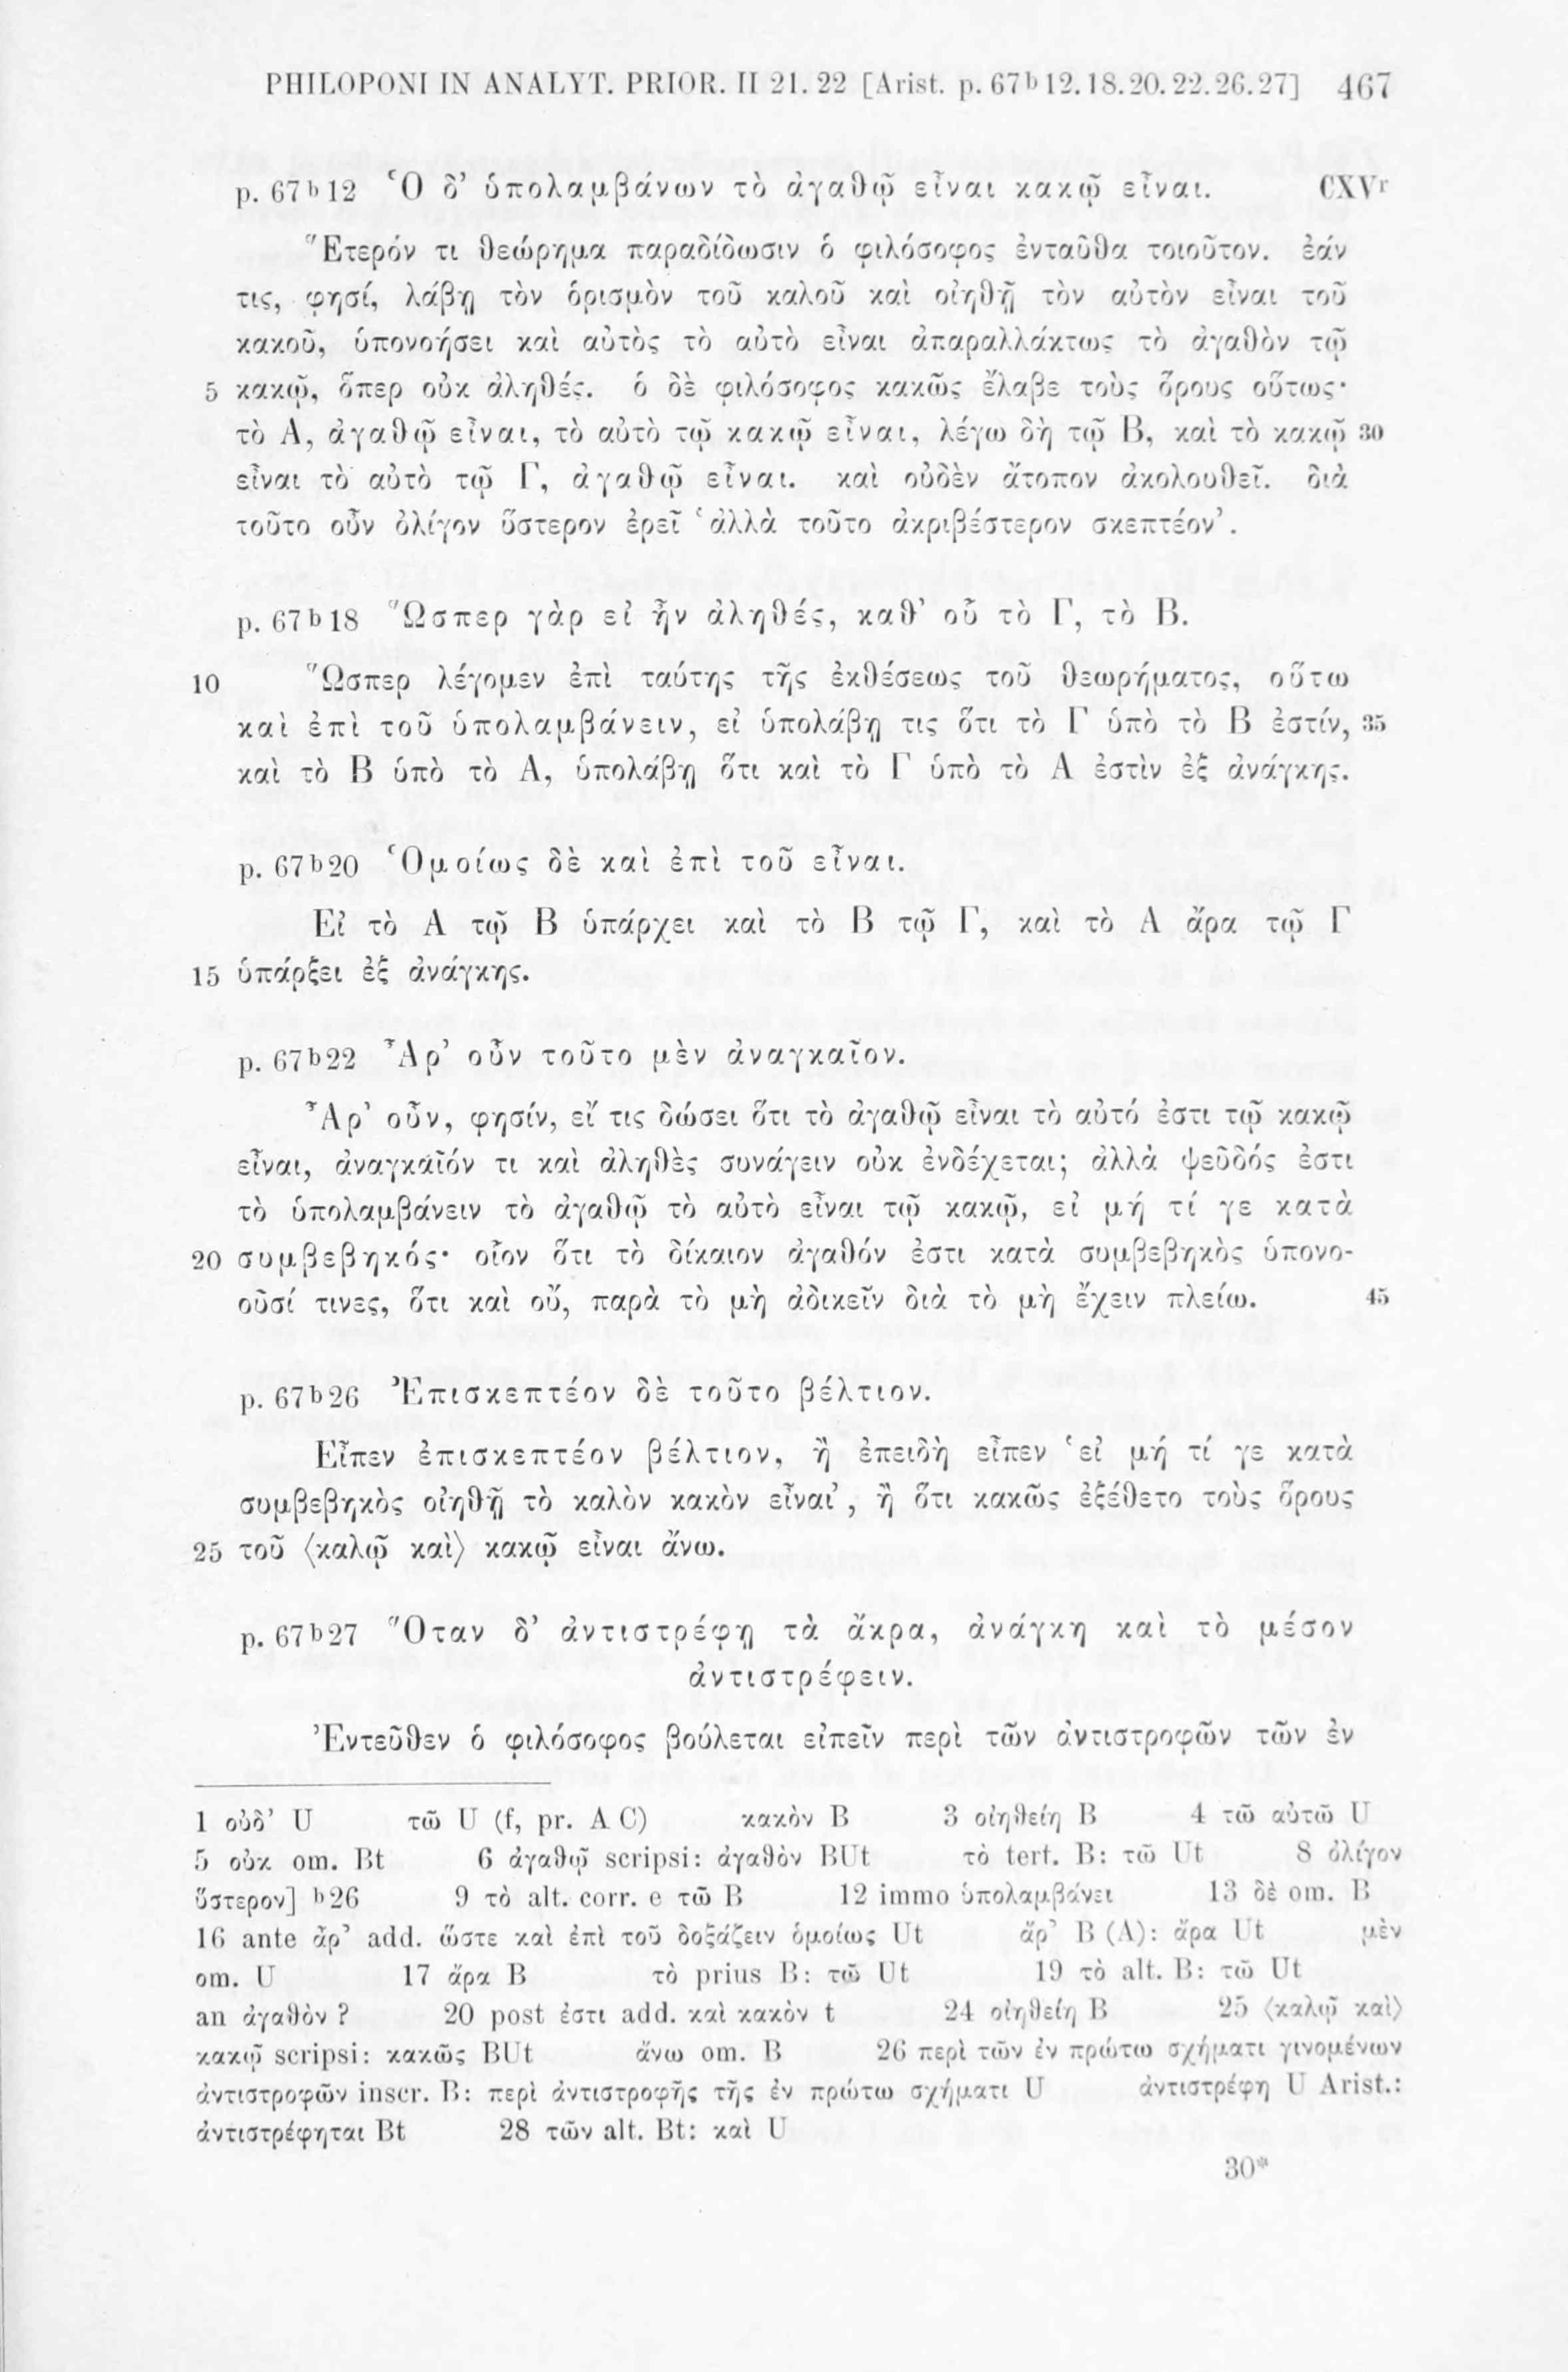 PHILOPONI IN ANALYT. PRIOR. II 21. 22 [Arist. p. 67b12.18.20.22.26.27] 467
p. 67b12 Ὁ δ’ ὑπολαμβάνων τὸ ἀγαθῷ εἶναι κακῷ εἶναι. CXVr
Ἕτερόν τι θεώρημα παραδίδωσιν ὁ φιλόσοφος ἐνταῦθα τοιοῦτον. ἐάν
τις, φησί, λάβῃ τὸν ὁρισμὸν τοῦ καλοῦ καὶ οἰηθῇ τὸν αὐτὸν εἶναι τοῦ
κακοῦ, ὑπονοήσει καὶ αὐτὸς τὸ αὐτὸ εἶναι ἀπαραλλάκτως τὸ ἀγαθὸν τῷ
5 κακῷ, ὅπερ οὐκ ἀληθές. ὁ δὲ φιλόσοφος κακῶς ἔλαβε τοὺς ὅρους οὕτως·
τὸ Α, ἀγαθῷ εἶναι, τὸ αὐτὸ τῷ κακῷ εἶναι, λέγω δὴ τῷ Β, καὶ τὸ κακῷ 30
εἶναι τὸ αὐτὸ τῷ Γ, ἀγαθῷ εἶναι. καὶ οὐδὲν ἄτοπον ἀκολουθεῖ. διὰ
τοῦτο οὖν ὀλίγον ὕστερον ἐρεῖ ‘ἀλλὰ τοῦτο ἀκριβέστερον σκεπτέον’.
p. 67b18 Ὥσπερ γὰρ εἰ ἦν ἀληθές, καθ’ οὗ τὸ Γ, τὸ Β.
10 Ὥσπερ λέγομεν ἐπὶ ταύτης τῆς ἐκθέσεως τοῦ θεωρήματος, οὕτω
καὶ ἐπὶ τοῦ ὑπολαμβάνειν, εἰ ὑπολάβῃ τις ὅτι τὸ Γ ὑπὸ τὸ Β ἐστίν, 35
καὶ τὸ Β ὑπὸ τὸ Α, ὑπολάβῃ ὅτι καὶ τὸ Γ ὑπὸ τὸ Α ἐστὶν ἐξ ἀνάγκης.
p. 67b20 Ὁμοίως δὲ καὶ ἐπὶ τοῦ εἶναι.
Εἰ τὸ Α τῷ Β ὑπάρχει καὶ τὸ Β τῷ Γ, καὶ τὸ Α ἄρα τῷ Γ
15 ὑπάρξει ἐξ ἀνάγκης.
p. 67b22 Ἆρ’ οὖν τοῦτο μὲν ἀναγκαῖον.
Ἆρ’ οὖν, φησίν, εἴ τις δώσει ὅτι τὸ ἀγαθῷ εἶναι τὸ αὐτό ἐστι τῷ κακῷ
εἶναι, ἀναγκαῖόν τι καὶ ἀληθὲς συνάγειν οὐκ ἐνδέχεται; ἀλλὰ ψεῦδός ἐστι
τὸ ὑπολαμβάνειν τὸ ἀγαθῷ τὸ αὐτὸ εἶναι τῷ κακῷ, εἰ μή τί γε κατὰ
20 συμβεβηκός· οἷον ὅτι τὸ δίκαιον ἀγαθόν ἐστι κατὰ συμβεβηκὸς ὑπονο-
οῦσί τινες, ὅτι καὶ οὔ, παρὰ τὸ μὴ ἀδικεῖν διὰ τὸ μὴ ἔχειν πλείω. 45
p. 67b26 Ἐπισκεπτέον δὲ τοῦτο βέλτιον.
Εἶπεν ἐπισκεπτέον βέλτιον, ἢ ἐπειδὴ εἶπεν ‘εἰ μή τί γε κατὰ
συμβεβηκὸς οἰηθῇ τὸ καλὸν κακὸν εἶναι’, ἢ ὅτι κακῶς ἐξέθετο τοὺς ὅρους
25 τοῦ ⟨καλῷ καὶ⟩ κακῷ εἶναι ἄνω.
p. 67b27 Ὅταν δ’ ἀντιστρέφῃ τὰ ἄκρα, ἀνάγκη καὶ τὸ μέσον
ἀντιστρέφειν.
Ἐντεῦθεν ὁ φιλόσοφος βούλεται εἰπεῖν περὶ τῶν ἀντιστροφῶν τῶν ἐν
1 οὐδ’ U τῶ U (f, pr. A C) κακὸν B 3 οἰηθείη B 4 τῶ αὐτῶ U
5 οὐκ om. Bt 6 ἀγαθῷ scripsi: ἀγαθὸν BUt τὸ tert. B: τῶ Ut 8 ὀλίγον
ὕστερον] b26 9 τὸ alt. corr. e τῶ B 12 immo ὑπολαμβάνει 13 δὲ om. B
16 ante ἆρ’ add. ὥστε καὶ ἐπὶ τοῦ δοξάζειν ὁμοίως Ut ἄρ’ B (A): ἄρα Ut μὲν
om. U 17 ἄρα B τὸ prius B: τῶ Ut 19 τὸ alt. B: τῶ Ut
an ἀγαθὸν? 20 post ἐστι add. καὶ κακὸν t 24 οἰηθείη B 25 ⟨καλῷ καὶ⟩
κακῷ scripsi: κακῶς BUt ἄνω om. B 26 περὶ τῶν ἐν πρώτω σχήματι γινομένων
ἀντιστροφῶν inscr. B: περὶ ἀντιστροφῆς τῆς ἐν πρώτω σχήματι U ἀντιστρέφη U Arist.:
ἀντιστρέφηται Bt 28 τῶν alt. Bt: καὶ U
30*